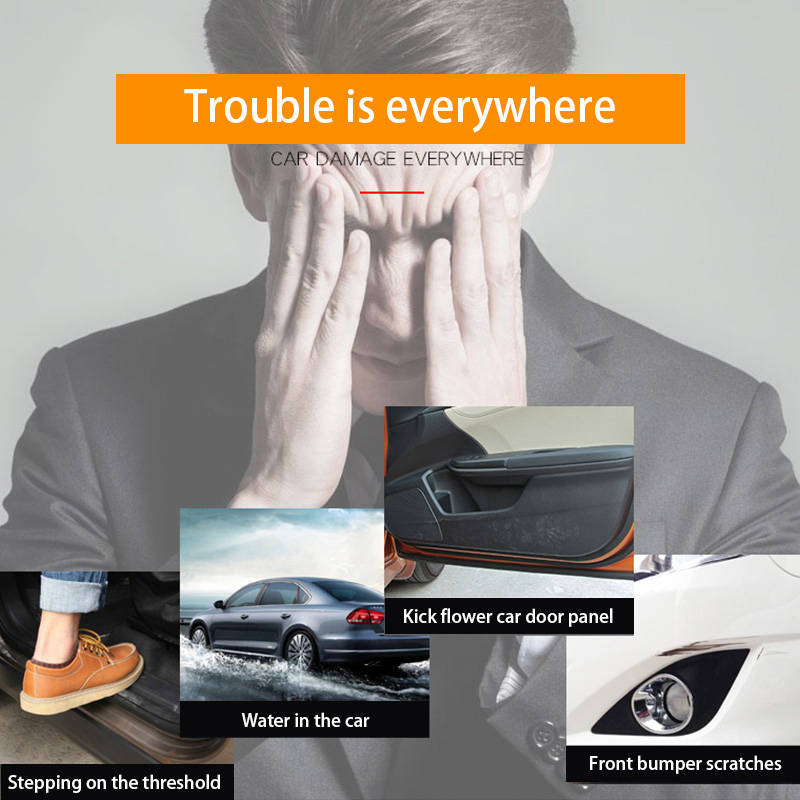 Trouble is everywhere
CAR DAMAGE EVERYWHERE
Kick flower car door panel
Water in the car
Front bumper scratches
Stepping on the threshold